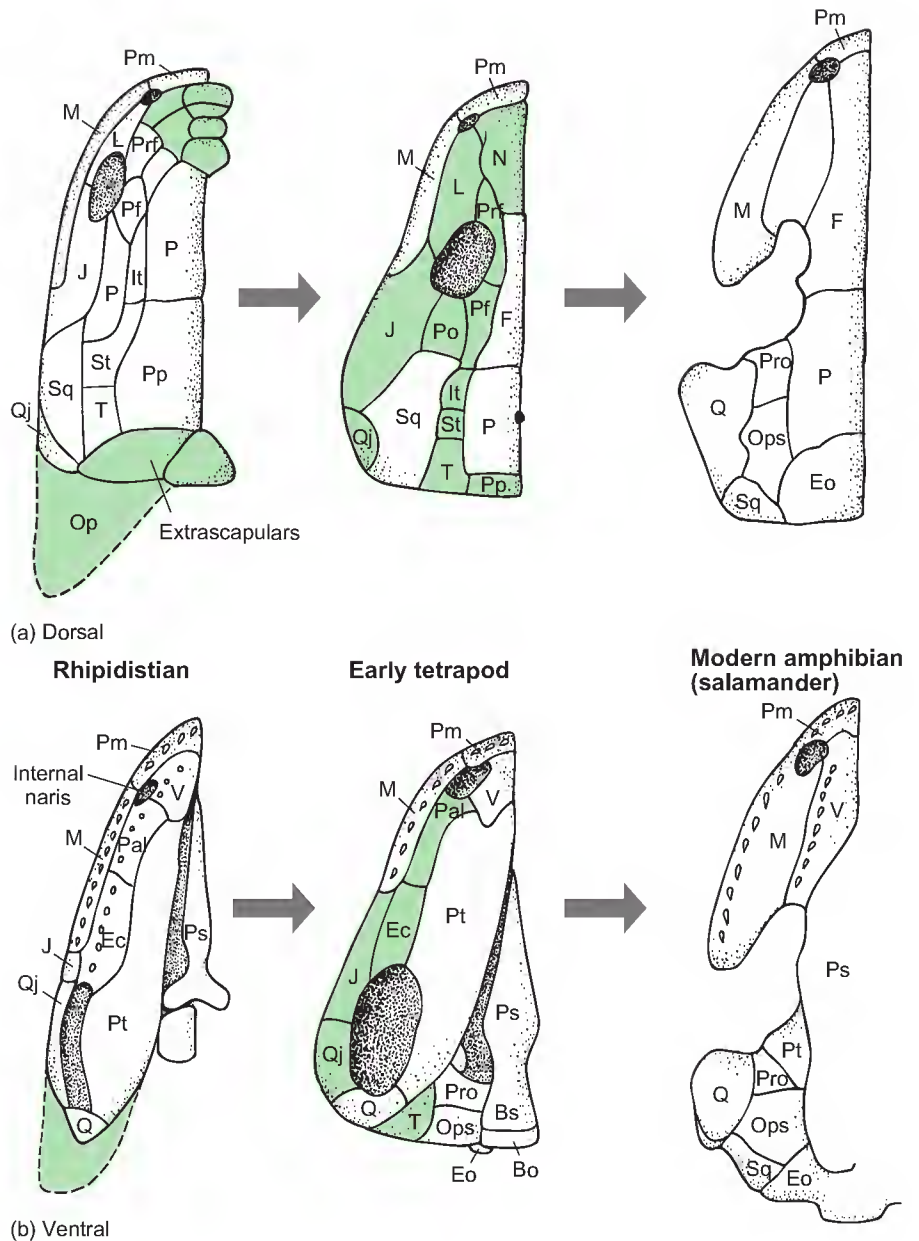 Pm
M
L
Prf
Pf
J
P
It
P
St
Pp
Sq
T
Qj
Op
Extrascapulars
Pm
M
N
L
Prf
Pf
J
Po
F
It
Sq
St
P
Qj
T
Pp
Pm
M
F
Pro
P
Q
Ops
Sq
Eo
(a) Dorsal
Rhipidistian
Early tetrapod
Modern amphibian
(salamander)
Pm
Internal
naris
V
M
Pal
Ec
Ps
J
Qj
Pt
Q
Pm
M
Pal
V
Pt
Ec
J
Ps
Qj
Pro
Q
T
Ops
Bs
Eo
Bo
Pm
M
V
Ps
Pt
Pro
Q
Ops
Sq
Eo
(b) Ventral